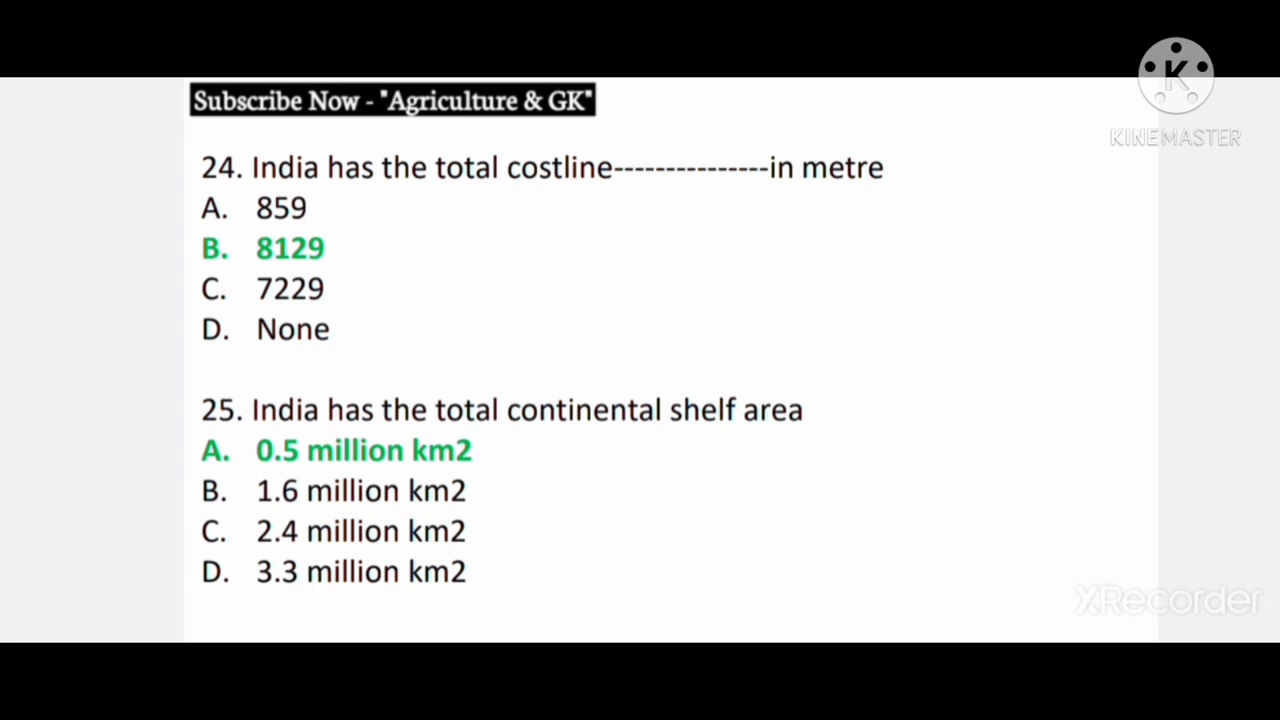 Subscribe Now - "Agriculture & GK"
KINEMASTER
24. India has the total costline---------------in metre
A. 859
B. 8129
C. 7229
D. None
25. India has the total continental shelf area
A. 0.5 million km2
B. 1.6 million km2
C. 2.4 million km2
D. 3.3 million km2
XRecorder